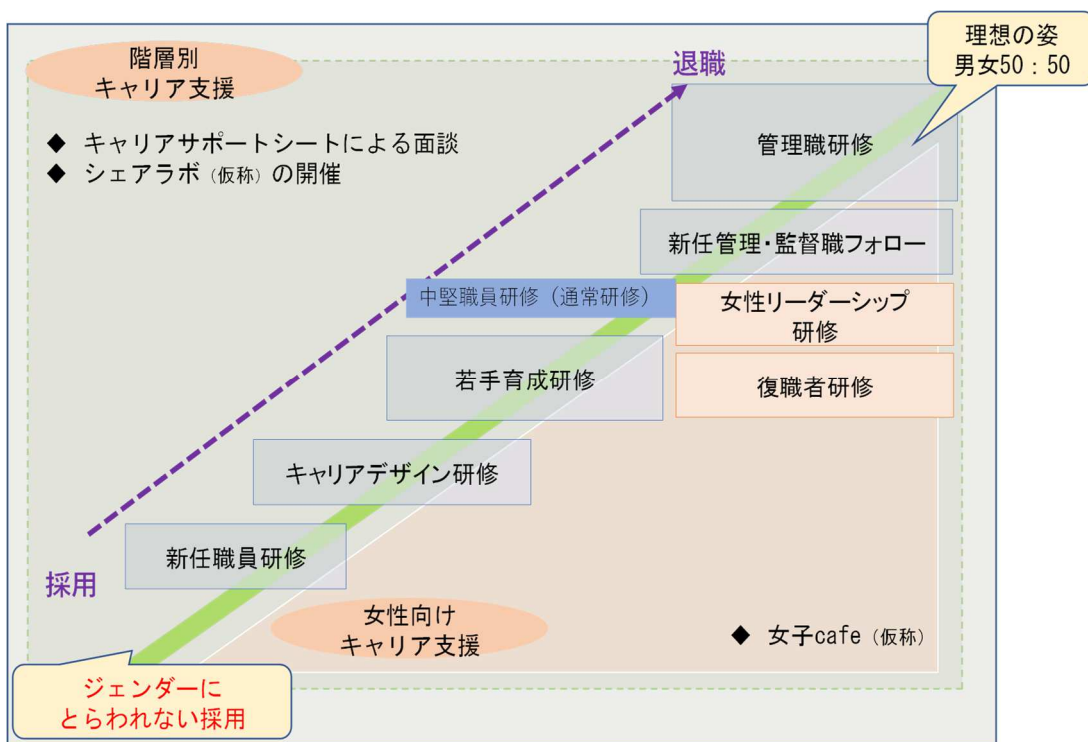 階層別
キャリア支援
退職
理想の姿
男女50：50
◆ キャリアサポートシートによる面談
◆ シェアラボ（仮称）の開催
管理職研修
新任管理・監督職フォロー
中堅職員研修（通常研修）
女性リーダーシップ
研修
若手育成研修
復職者研修
キャリアデザイン研修
新任職員研修
採用
女性向け
キャリア支援
◆ 女子cafe（仮称）
ジェンダーに
とらわれない採用